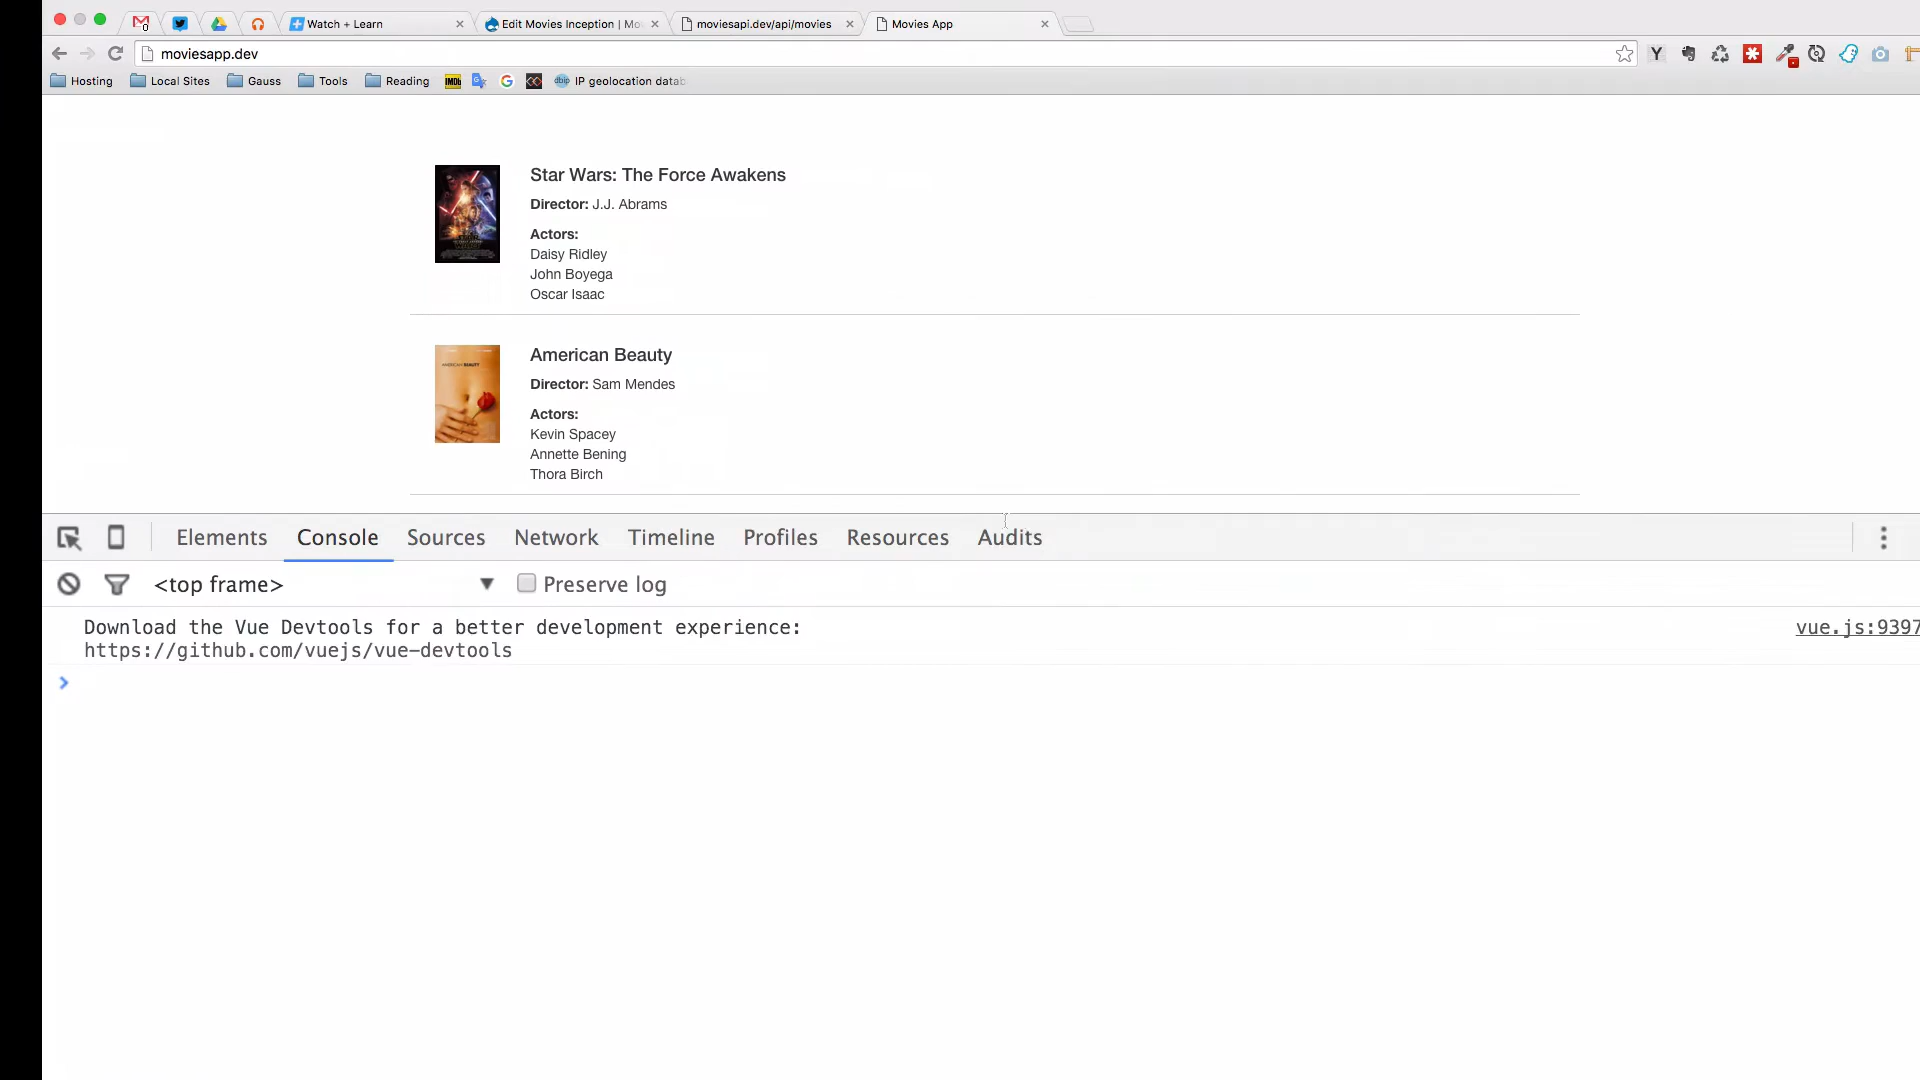 Watch + Learn
Edit Movies Inception | Mo
moviesapi.dev/api/movies
Movies App
moviesapp.dev
Hosting
Local Sites
Gauss
Tools
Reading
IMDb
IP geolocation datab
Star Wars: The Force Awakens
Director: J.J. Abrams
Actors:
Daisy Ridley
John Boyega
Oscar Isaac
AMERICAN BEAUTY
American Beauty
Director: Sam Mendes
Actors:
Kevin Spacey
Annette Bening
Thora Birch
Elements
Console
Sources
Network
Timeline
Profiles
Resources
Audits
<top frame>
Preserve log
Download the Vue Devtools for a better development experience:
https://github.com/vuejs/vue-devtools
vue.js:9397